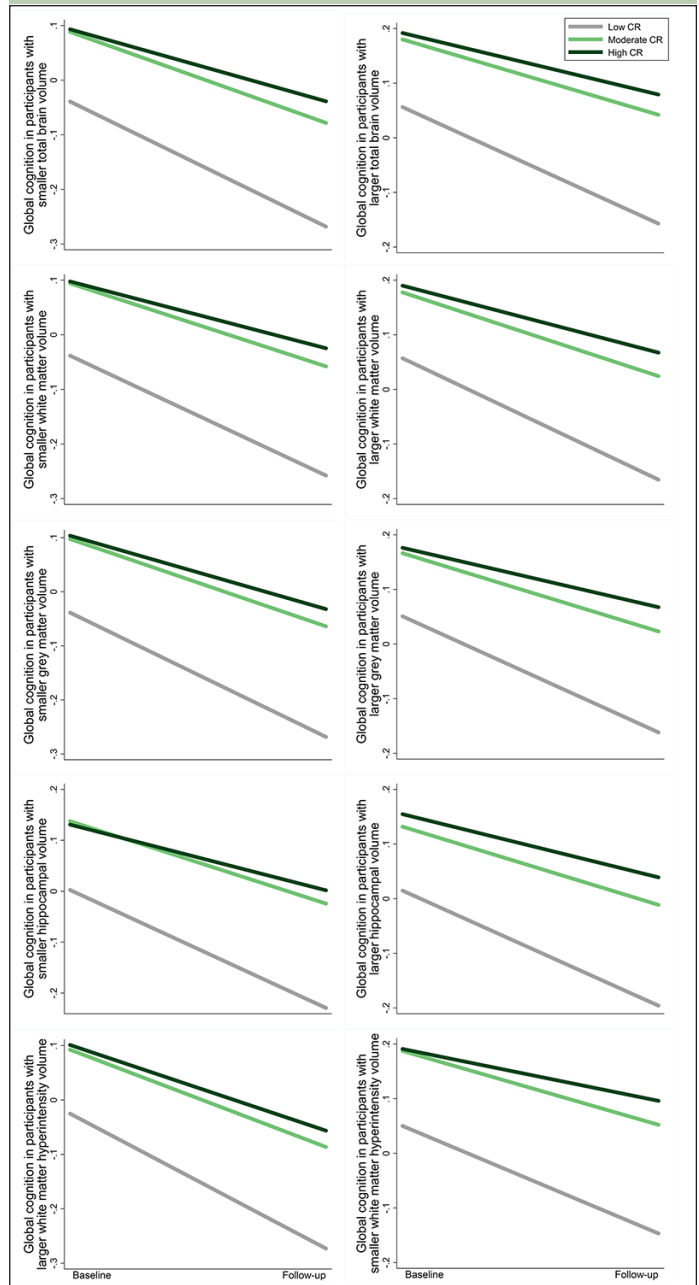 Global cognition in participants with
smaller total brain volume
.1
0
-.1
-.2
-.3
Global cognition in participants with
larger total brain volume
.2
.1
0
-.1
-.2
Low CR
Moderate CR
High CR
Global cognition in participants with
smaller white matter volume
.1
0
-.1
-.2
-.3
Global cognition in participants with
larger white matter volume
.2
.1
0
-.1
-.2
Global cognition in participants with
smaller grey matter volume
.1
0
-.1
-.2
-.3
Global cognition in participants with
larger grey matter volume
.2
.1
0
-.1
-.2
Global cognition in participants with
smaller hippocampal volume
.2
.1
0
-.1
-.2
Global cognition in participants with
larger hippocampal volume
.2
.1
0
-.1
-.2
Global cognition in participants with
larger white matter hyperintensity volume
.1
0
-.1
-.2
-.3
Baseline
Follow-up
Global cognition in participants with
smaller white matter hyperintensity volume
.2
.1
0
-.1
-.2
Baseline
Follow-up